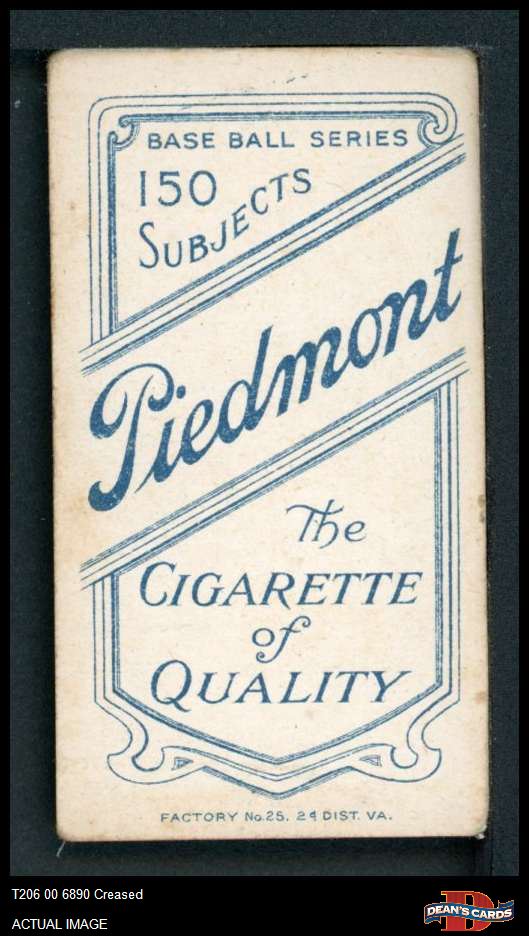 BASE BALL SERIES
150
SUBJECTS
Piedmont
The
CIGARETTE
of
QUALITY
FACTORY No. 25. 2d DIST. VA.
T206 00 6890 Creased
ACTUAL IMAGE
D
DEAN'S CARDS